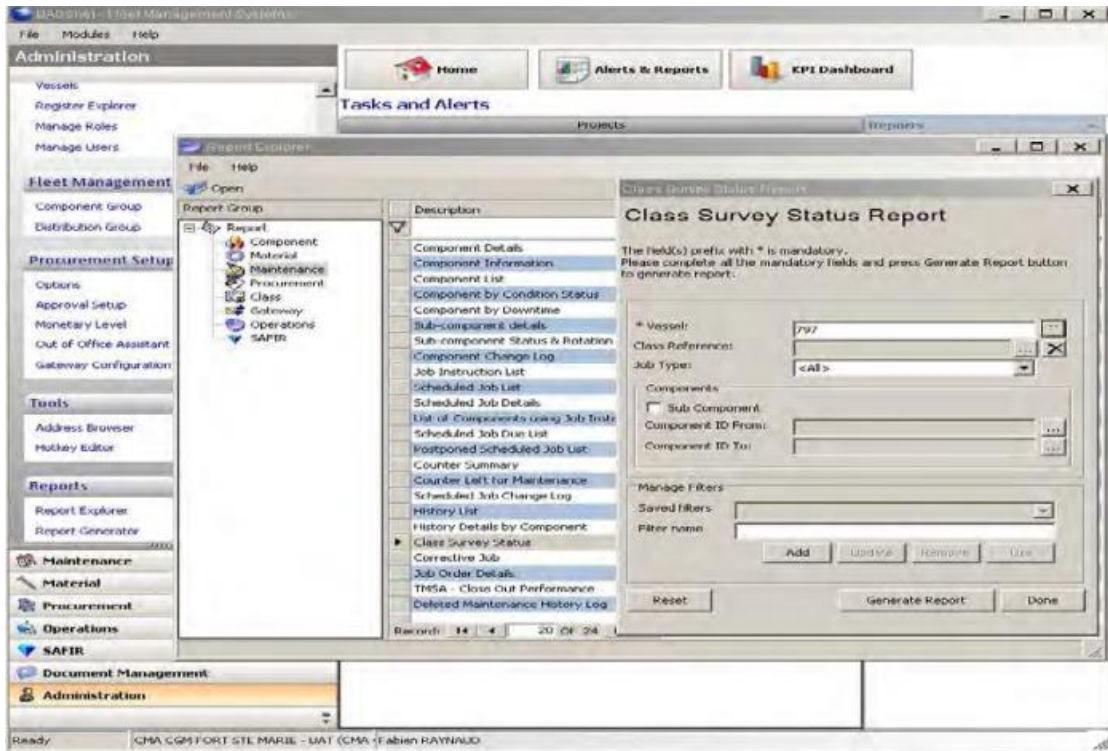 Fleet Management Systems
File Modules Help
Administration
Home
Alerts & Reports
KPI Dashboard
Vessels
Register Explorer
Manage Roles
Manage Users
Fleet Management
Component Group
Distribution Group
Procurement Setup
Options
Approval Setup
Monetary Level
Out of Office Assistant
Gateway Configuration
Tools
Address Browser
Hotkey Editor
Reports
Report Explorer
Report Generator
Maintenance
Material
Procurement
Operations
SAFIR
Document Management
Administration
Tasks and Alerts
Projects
Report Explorer
File Help
Open
Report Group
Report
Component
Material
Maintenance
Procurement
Class
Gateway
Operations
SAFIR
Description
Component Details
Component Information
Component List
Component by Condition Status
Component by Downtime
Sub-component details
Sub-component Status & Rotation
Component Change Log
Job Instruction List
Scheduled Job List
Scheduled Job Details
List of Components using Job Instr
Scheduled Job Due List
Postponed Scheduled Job List
Counter Summary
Counter Left for Maintenance
Scheduled Job Change Log
History List
History Details by Component
Class Survey Status
Corrective Job
Job Order Details
TMSA - Close Out Performance
Deleted Maintenance History Log
Record: 20 Of 24
Class Survey Status Report
Class Survey Status Report
The field(s) prefix with * is mandatory.
Please complete all the mandatory fields and press Generate Report button
to generate report.
* Vessel: 797
Class Reference:
Job Type: <All>
Components
Sub Component
Component ID From:
Component ID To:
Manage Filters
Saved filters
Filter name
Add Update Remove Use
Reset Generate Report Done
Ready CMA CGM FORT STE MARIE - UAT (CMA Fabien RAYNAUD